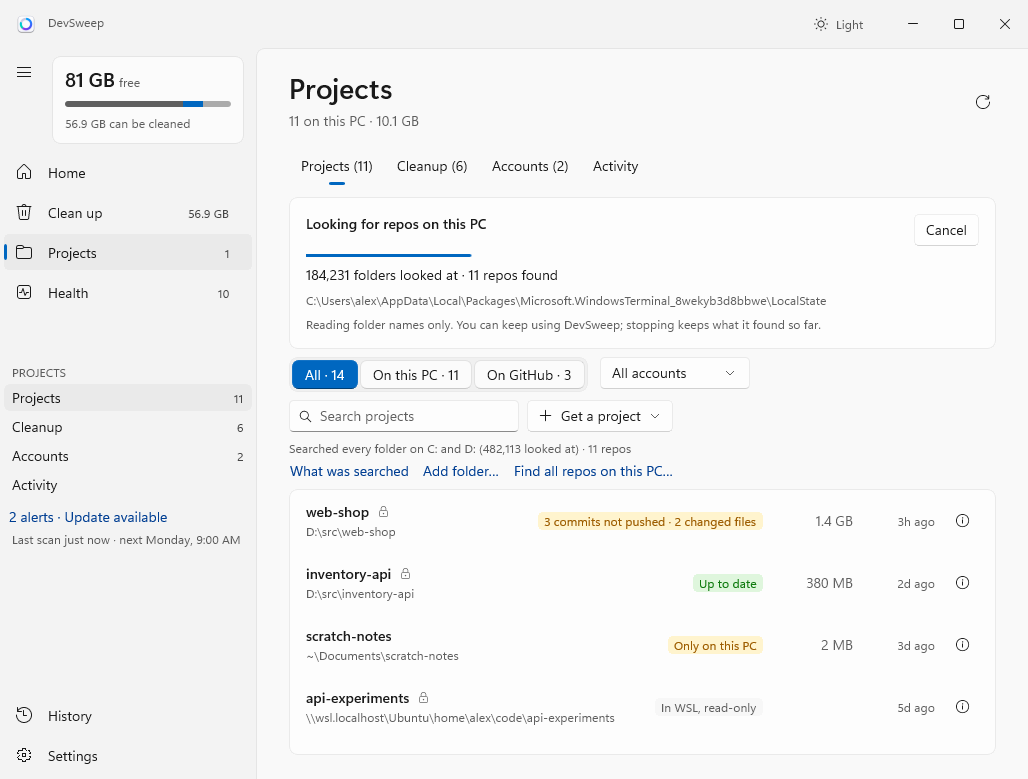 DevSweep
Light
81 GB free
56.9 GB can be cleaned
Home
Clean up 56.9 GB
Projects 1
Health 10
PROJECTS
Projects 11
Cleanup 6
Accounts 2
Activity
2 alerts · Update available
Last scan just now · next Monday, 9:00 AM
History
Settings
Projects
11 on this PC · 10.1 GB
Projects (11) Cleanup (6) Accounts (2) Activity
Looking for repos on this PC
Cancel
184,231 folders looked at · 11 repos found
C:\Users\alex\AppData\Local\Packages\Microsoft.WindowsTerminal_8wekyb3d8bbwe\LocalState
Reading folder names only. You can keep using DevSweep; stopping keeps what it found so far.
All · 14 On this PC · 11 On GitHub · 3 All accounts
Search projects Get a project
Searched every folder on C: and D: (482,113 looked at) · 11 repos
What was searched Add folder... Find all repos on this PC...
web-shop 3 commits not pushed · 2 changed files 1.4 GB 3h ago
D:\src\web-shop
inventory-api Up to date 380 MB 2d ago
D:\src\inventory-api
scratch-notes Only on this PC 2 MB 3d ago
~\Documents\scratch-notes
api-experiments In WSL, read-only 5d ago
\\wsl.localhost\Ubuntu\home\alex\code\api-experiments